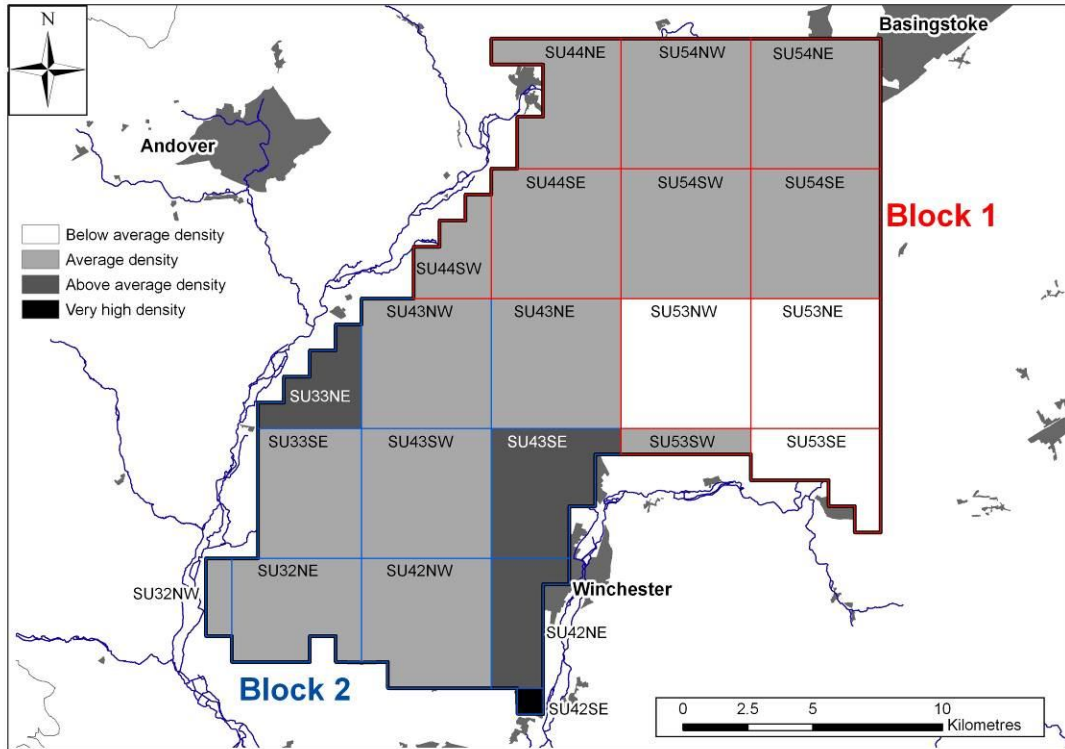 N
Basingstoke
SU44NE SU54NW SU54NE
Andover
SU44SE SU54SW SU54SE
Block 1
Below average density
Average density
Above average density
Very high density
SU44SW
SU43NW SU43NE SU53NW SU53NE
SU33NE
SU33SE SU43SW SU43SE SU53SW SU53SE
SU32NW SU32NE SU42NW Winchester
SU42NE
Block 2
SU42SE
0 2.5 5 10
Kilometres